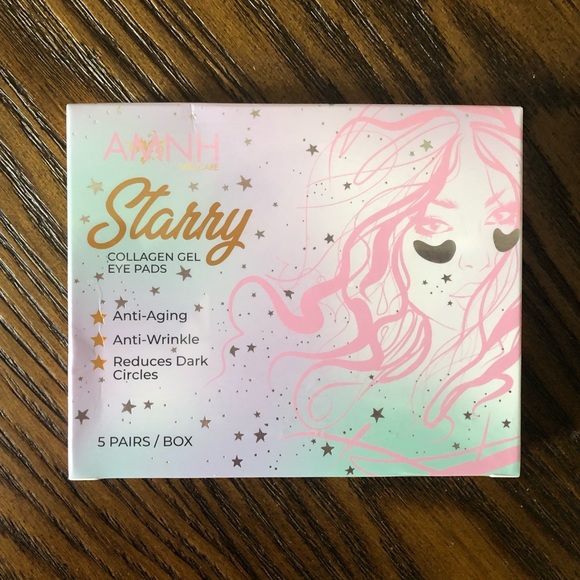 AMNH
Starry
COLLAGEN GEL
EYE PADS
Anti-Aging
Anti-Wrinkle
Reduces Dark
Circles
5 PAIRS / BOX